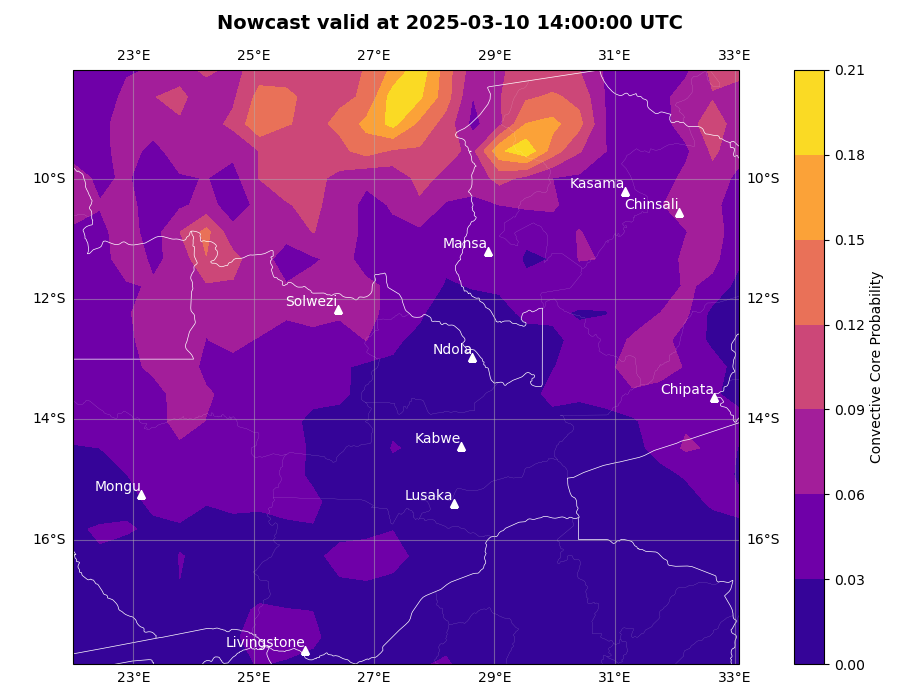 Nowcast valid at 2025-03-10 14:00:00 UTC
23°E 25°E 27°E 29°E 31°E 33°E
0.21
0.18
10°S Kasama 10°S
Chinsali
0.15
Mansa
12°S 12°S
Solwezi
0.12
Ndola
Chipata
0.09
14°S 14°S
Kabwe
Mongu
Lusaka
0.06
16°S 16°S
0.03
Livingstone
0.00
23°E 25°E 27°E 29°E 31°E 33°E
Convective Core Probability